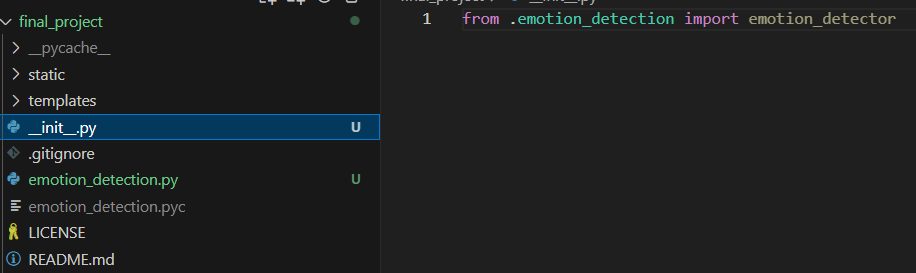 final_project
__pycache__
static
templates
__init__.py U
.gitignore
emotion_detection.py U
emotion_detection.pyc
LICENSE
README.md
1 from .emotion_detection import emotion_detector